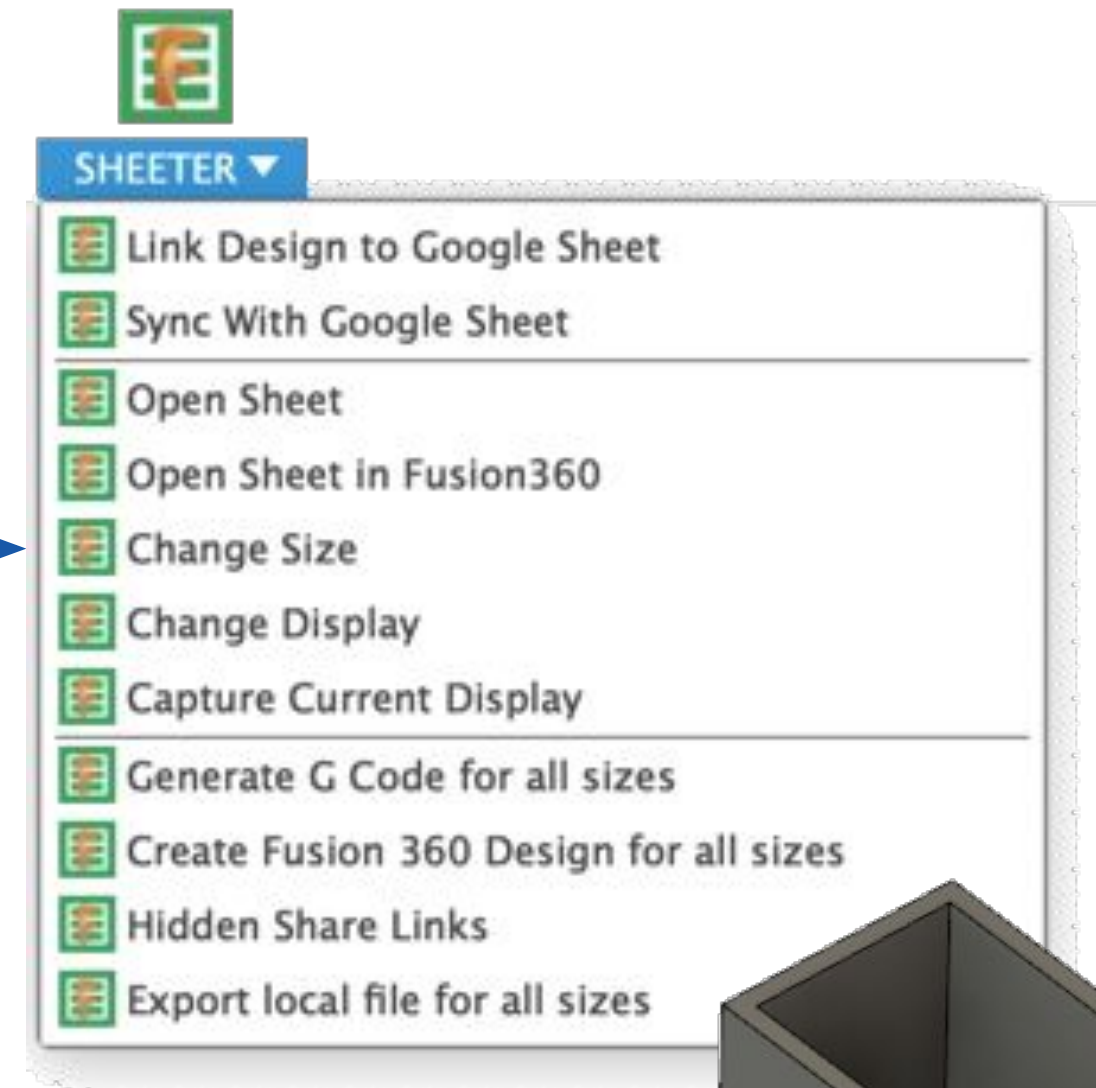 F
SHEETER ▼
Link Design to Google Sheet
Sync With Google Sheet
Open Sheet
Open Sheet in Fusion360
Change Size
Change Display
Capture Current Display
Generate G Code for all sizes
Create Fusion 360 Design for all sizes
Hidden Share Links
Export local file for all sizes